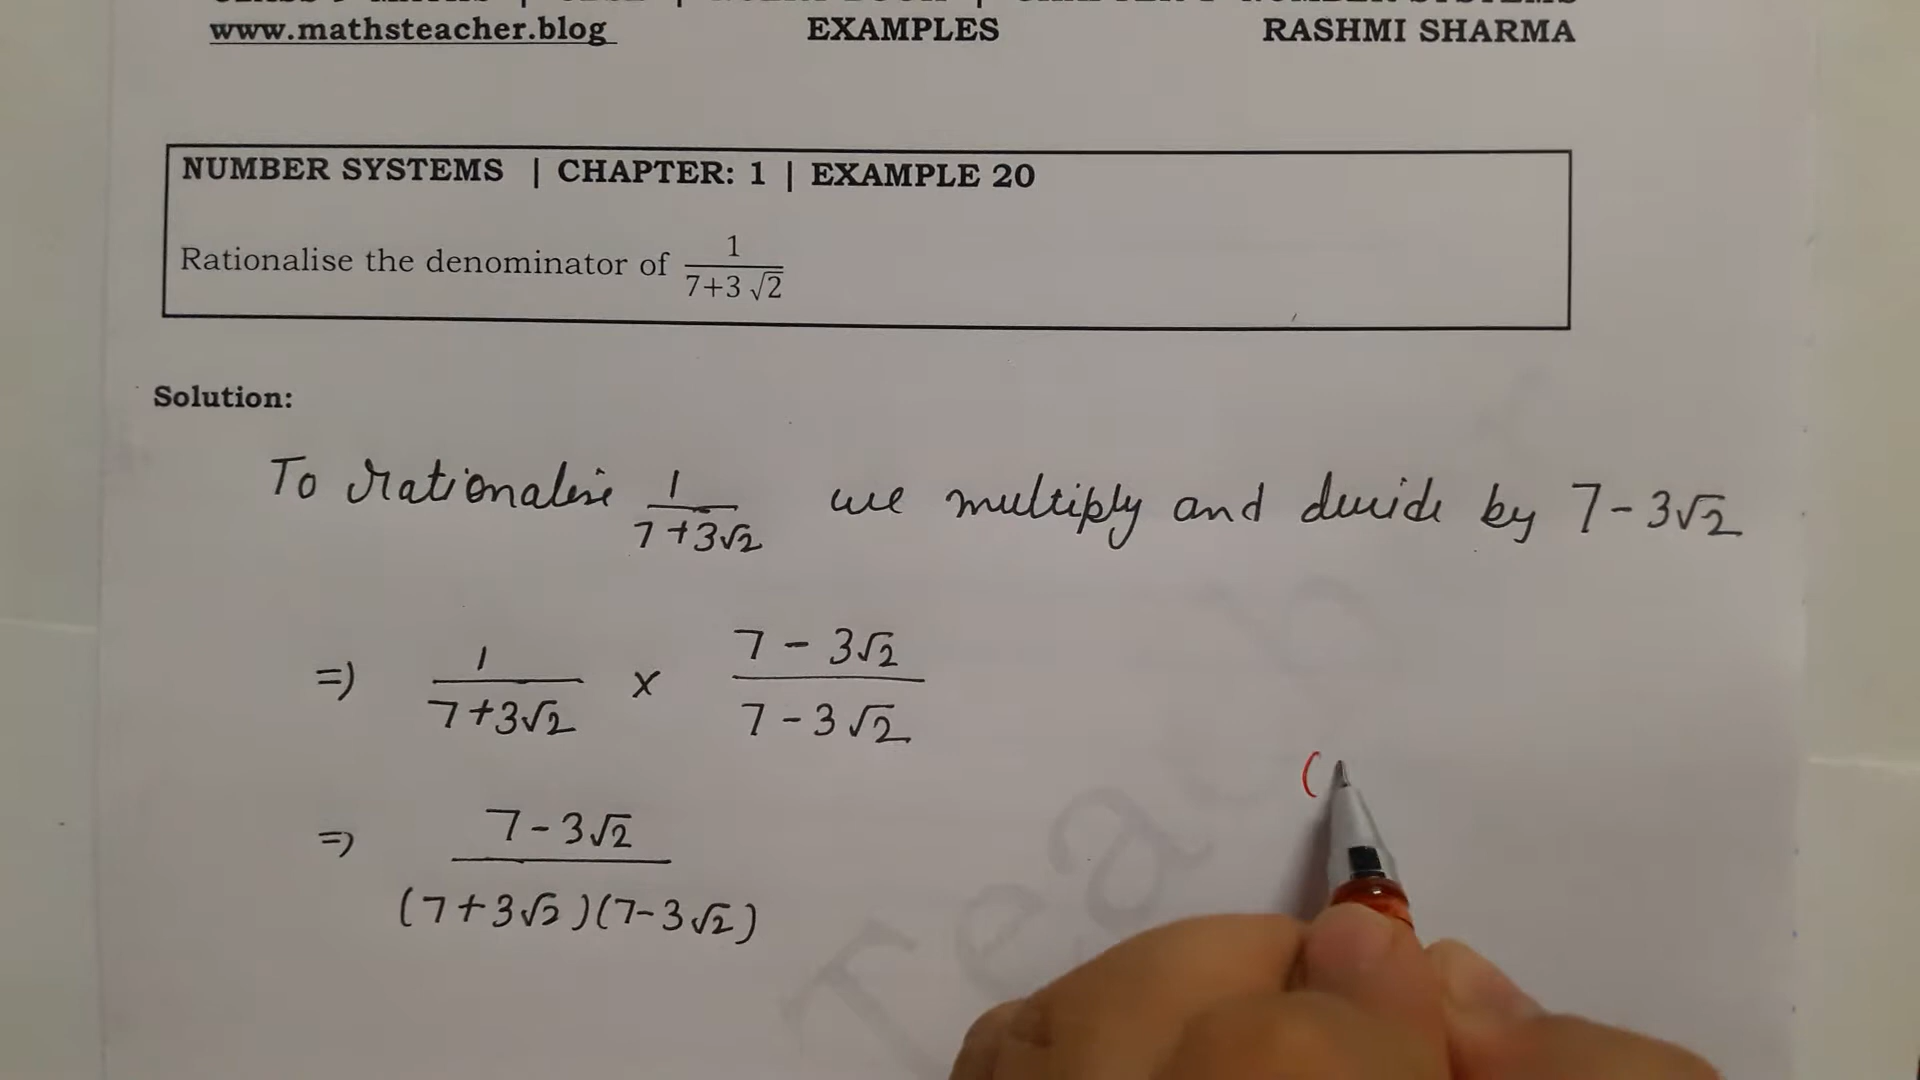 www.mathsteacher.blog EXAMPLES RASHMI SHARMA
NUMBER SYSTEMS | CHAPTER: 1 | EXAMPLE 20
Rationalise the denominator of 1/(7+3√2)
Solution:
To rationalise 1/(7+3√2) we multiply and divide by 7-3√2
=) 1/(7+3√2) x (7-3√2)/(7-3√2)
=) (7-3√2)/((7+3√2)(7-3√2))
(